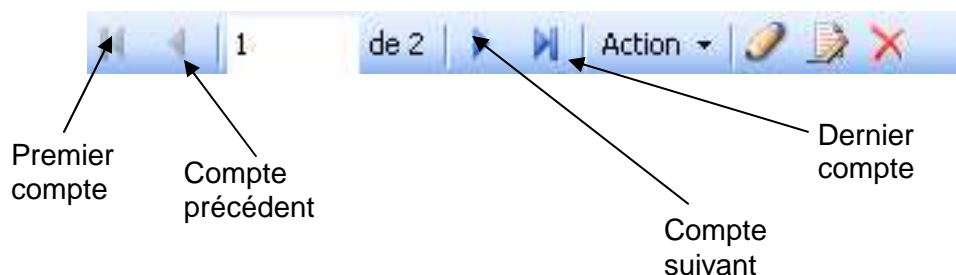 1 de 2 Action
Premier
compte
Compte
précédent
Compte
suivant
Dernier
compte